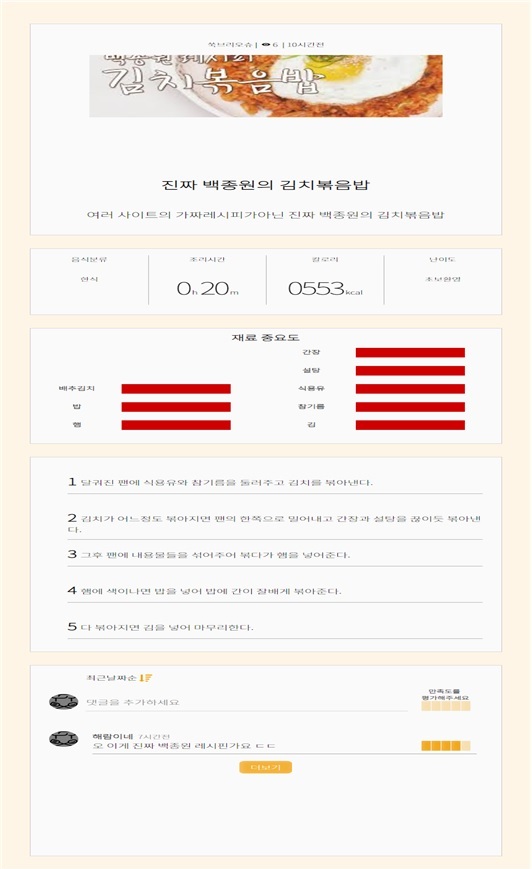 쑥브리오슈 | 6 | 10시간전
백종원 레시피
김치볶음밥
진짜 백종원의 김치볶음밥
여러 사이트의 가짜레시피가아닌 진짜 백종원의 김치볶음밥
음식분류 조리시간 칼로리 난이도
한식 0h 20m 0553kcal 초보환영
재료 중요도
간장
설탕
배추김치 식용유
밥 참기름
햄 김
1 달궈진 팬에 식용유와 참기름을 둘러주고 김치를 볶아낸다.
2 김치가 어느정도 볶아지면 팬의 한쪽으로 밀어내고 간장과 설탕을 끓이듯 볶아낸
다.
3 그후 팬에 내용물들을 섞어주어 볶다가 햄을 넣어준다.
4 햄에 색이나면 밥을 넣어 밥에 간이 잘배게 볶아준다.
5 다 볶아지면 김을 넣어 마무리한다.
최근날짜순
만족도를
평가해주세요
댓글을 추가하세요
해람이네 7시간전
오 이게 진짜 백종원 레시핀가요 ㄷㄷ
더보기